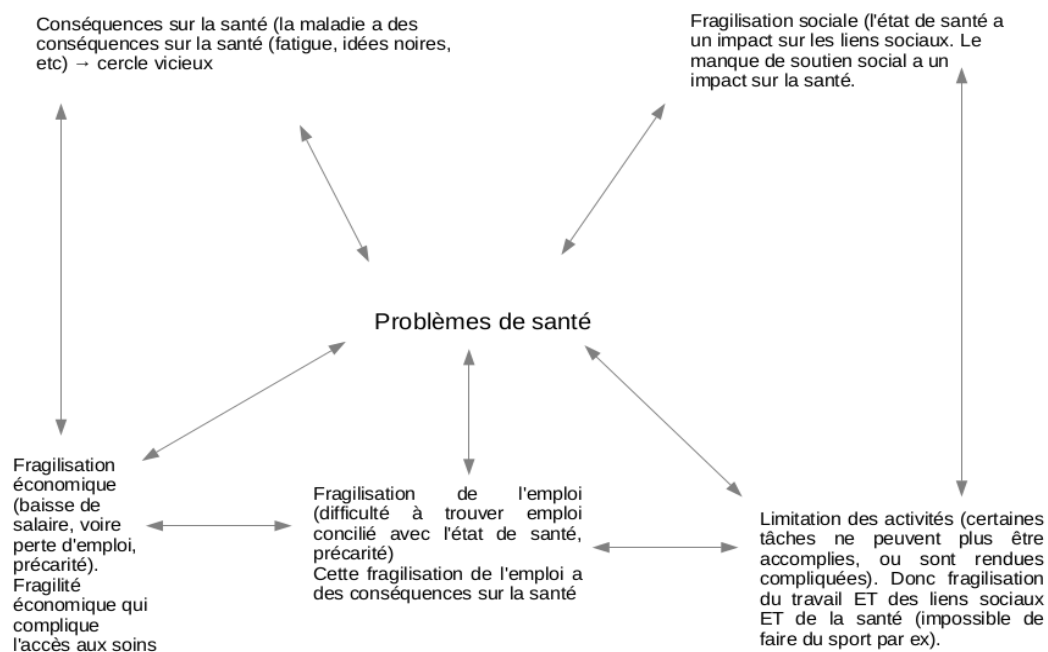 Conséquences sur la santé (la maladie a des
conséquences sur la santé (fatigue, idées noires,
etc) → cercle vicieux
Fragilisation sociale (l'état de santé a
un impact sur les liens sociaux. Le
manque de soutien social a un
impact sur la santé.
Problèmes de santé
Fragilisation
économique
(baisse de
salaire, voire
perte d'emploi,
précarité).
Fragilité
économique qui
complique
l'accès aux soins
Fragilisation de l'emploi
(difficulté à trouver emploi
concilié avec l'état de santé,
précarité)
Cette fragilisation de l'emploi a
des conséquences sur la santé
Limitation des activités (certaines
tâches ne peuvent plus être
accomplies, ou sont rendues
compliquées). Donc fragilisation
du travail ET des liens sociaux
ET de la santé (impossible de
faire du sport par ex).